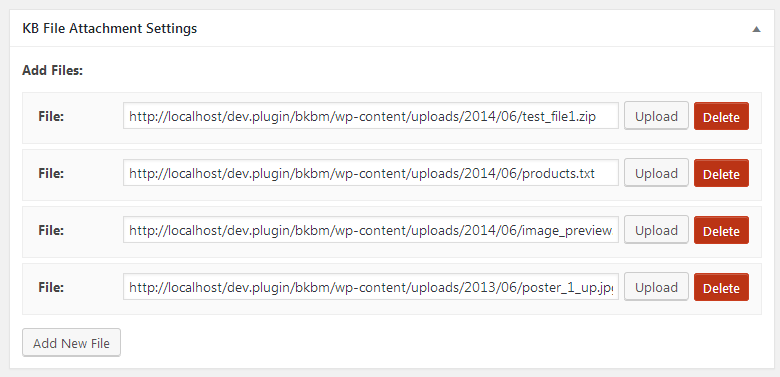 KB File Attachment Settings
Add Files:
File: http://localhost/dev.plugin/bkbm/wp-content/uploads/2014/06/test_file1.zip Upload Delete
File: http://localhost/dev.plugin/bkbm/wp-content/uploads/2014/06/products.txt Upload Delete
File: http://localhost/dev.plugin/bkbm/wp-content/uploads/2014/06/image_preview Upload Delete
File: http://localhost/dev.plugin/bkbm/wp-content/uploads/2013/06/poster_1_up.jpg Upload Delete
Add New File